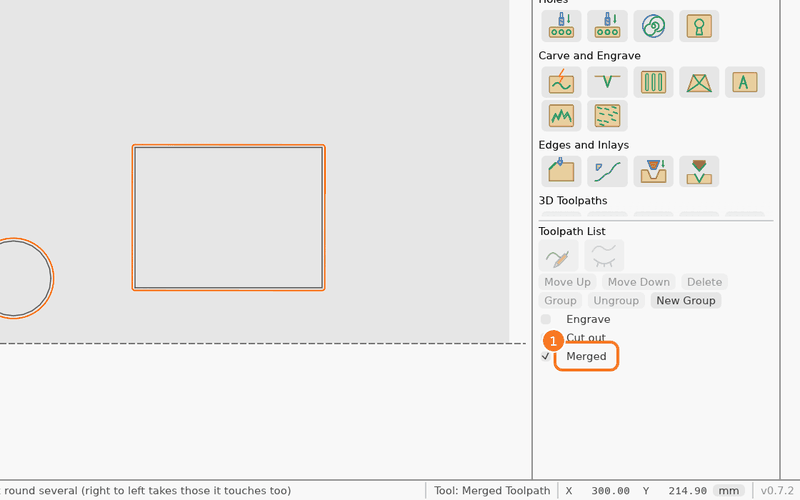 Holes
Carve and Engrave
A
Edges and Inlays
3D Toolpaths
Toolpath List
Move Up Move Down Delete
Group Ungroup New Group
Engrave
Cut out
1
Merged
round several (right to left takes those it touches too) Tool: Merged Toolpath X 300.00 Y 214.90 mm v0.7.2